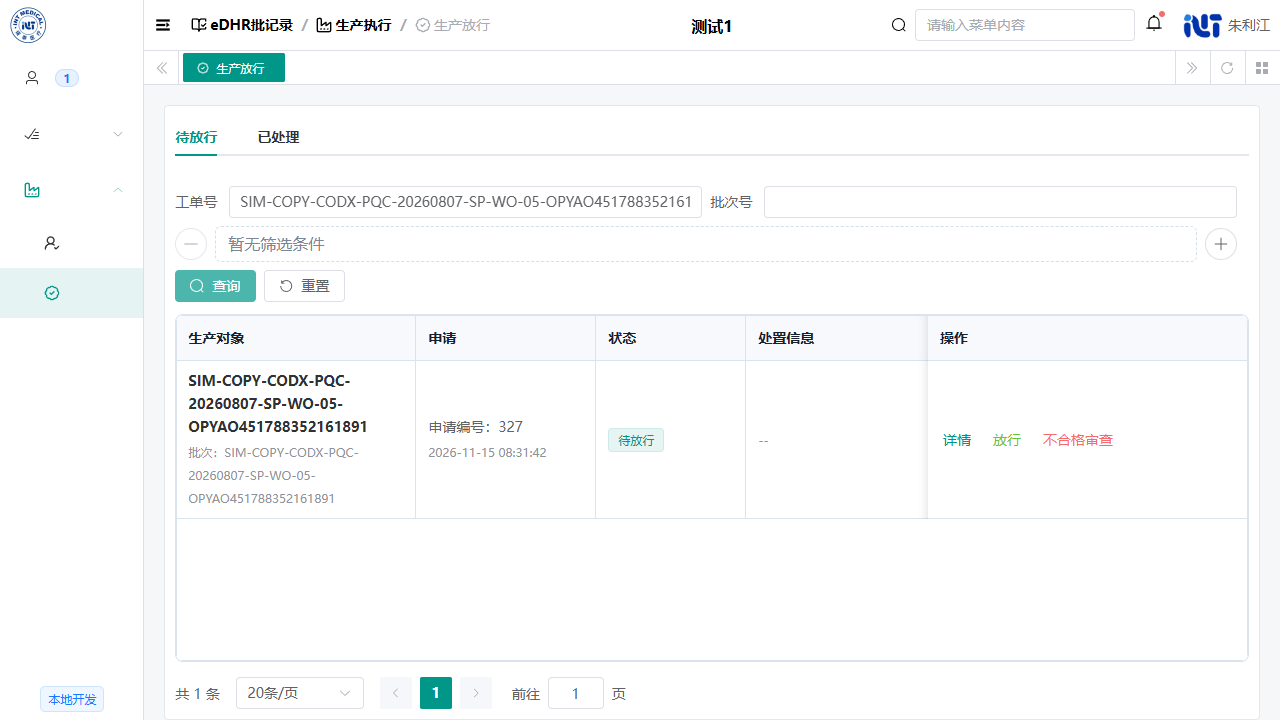 eDHR批记录 / 生产执行 / 生产放行
测试1
请输入菜单内容
朱利江
1
生产放行
待放行
已处理
工单号
SIM-COPY-CODX-PQC-20260807-SP-WO-05-OPYAO451788352161
批次号
暂无筛选条件
查询
重置
生产对象
申请
状态
处置信息
操作
SIM-COPY-CODX-PQC-
20260807-SP-WO-05-
OPYAO451788352161891
批次：SIM-COPY-CODX-PQC-
20260807-SP-WO-05-
OPYAO451788352161891
申请编号：327
2026-11-15 08:31:42
待放行
--
详情
放行
不合格审查
共 1 条
20条/页
1
前往
1
页
本地开发